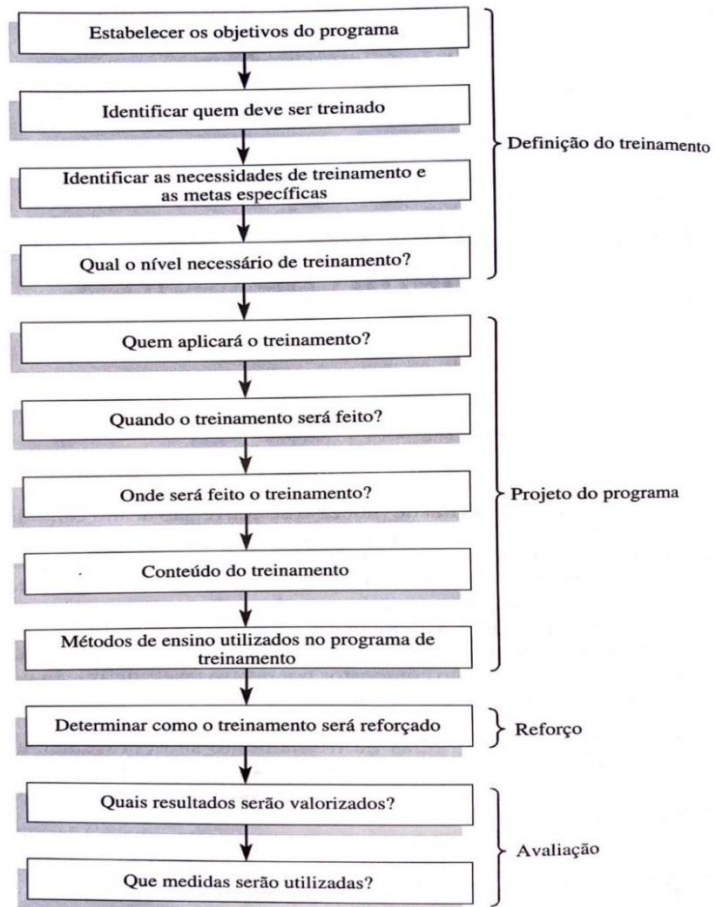 Estabelecer os objetivos do programa
Identificar quem deve ser treinado
Identificar as necessidades de treinamento e
as metas específicas
Qual o nível necessário de treinamento?
Definição do treinamento
Quem aplicará o treinamento?
Quando o treinamento será feito?
Onde será feito o treinamento?
Conteúdo do treinamento
Métodos de ensino utilizados no programa de
treinamento
Projeto do programa
Determinar como o treinamento será reforçado
Reforço
Quais resultados serão valorizados?
Que medidas serão utilizadas?
Avaliação